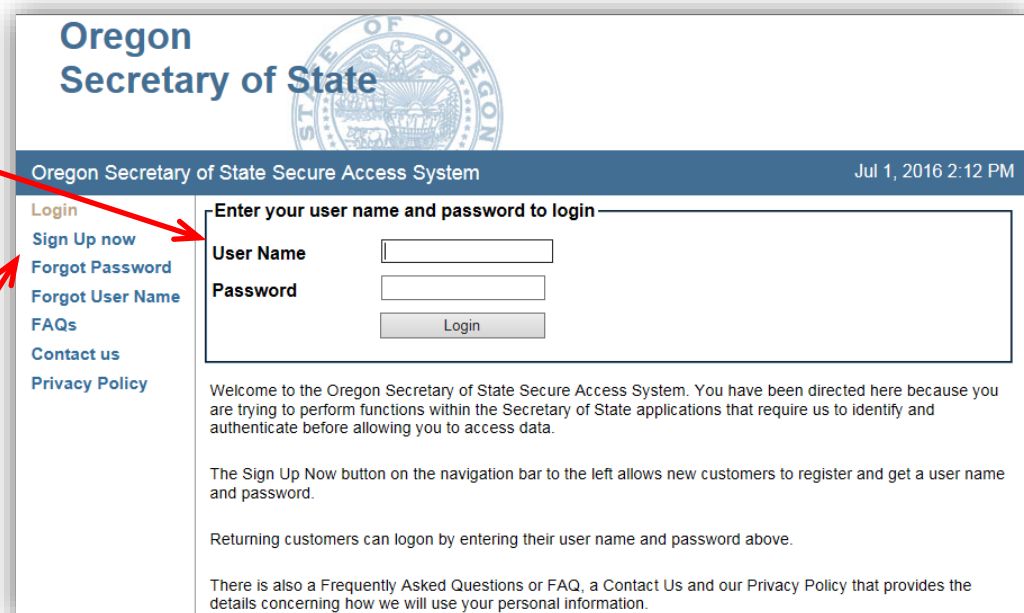 Oregon
Secretary of State
STATE OF OREGON
Oregon Secretary of State Secure Access System
Jul 1, 2016 2:12 PM
Login
Sign Up now
Forgot Password
Forgot User Name
FAQs
Contact us
Privacy Policy
Enter your user name and password to login
User Name
Password
Login
Welcome to the Oregon Secretary of State Secure Access System. You have been directed here because you
are trying to perform functions within the Secretary of State applications that require us to identify and
authenticate before allowing you to access data.
The Sign Up Now button on the navigation bar to the left allows new customers to register and get a user name
and password.
Returning customers can logon by entering their user name and password above.
There is also a Frequently Asked Questions or FAQ, a Contact Us and our Privacy Policy that provides the
details concerning how we will use your personal information.